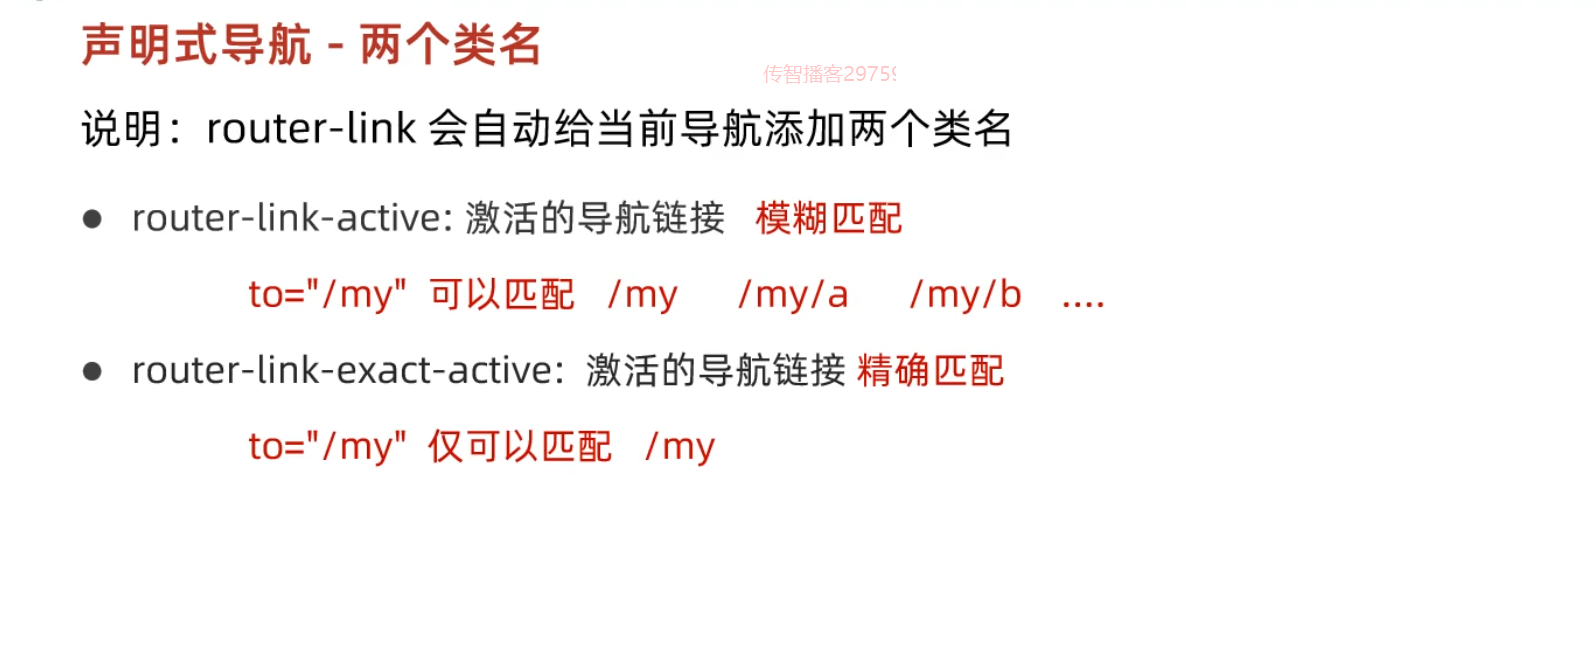 声明式导航 - 两个类名
传智播客29759
说明：router-link 会自动给当前导航添加两个类名
● router-link-active: 激活的导航链接 模糊匹配
to="/my" 可以匹配 /my /my/a /my/b ....
● router-link-exact-active: 激活的导航链接 精确匹配
to="/my" 仅可以匹配 /my